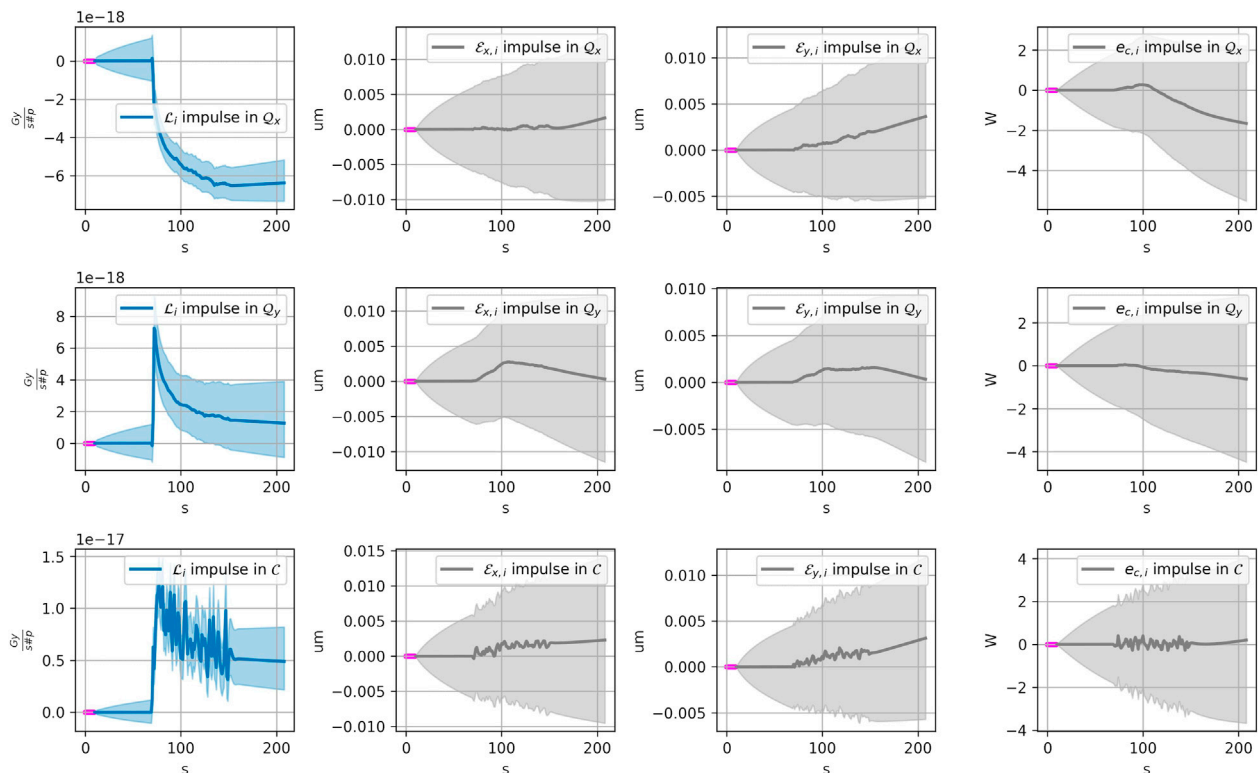 1e−18
0
−2
−4
−6
Gy
s#p
ℒi impulse in 𝒬x
0 100 200
s
0.010
0.005
0.000
−0.005
−0.010
um
ℰx,i impulse in 𝒬x
0 100 200
s
0.010
0.005
0.000
−0.005
um
ℰy,i impulse in 𝒬x
0 100 200
s
2
0
−2
−4
W
ec,i impulse in 𝒬x
0 100 200
s
1e−18
8
6
4
2
0
Gy
s#p
ℒi impulse in 𝒬y
0 100 200
s
0.010
0.005
0.000
−0.005
−0.010
um
ℰx,i impulse in 𝒬y
0 100 200
s
0.010
0.005
0.000
−0.005
um
ℰy,i impulse in 𝒬y
0 100 200
s
2
0
−2
−4
W
ec,i impulse in 𝒬y
0 100 200
s
1e−17
1.5
1.0
0.5
0.0
Gy
s#p
ℒi impulse in 𝒞
0 100 200
s
0.015
0.010
0.005
0.000
−0.005
−0.010
um
ℰx,i impulse in 𝒞
0 100 200
s
0.010
0.005
0.000
−0.005
um
ℰy,i impulse in 𝒞
0 100 200
s
4
2
0
−2
−4
W
ec,i impulse in 𝒞
0 100 200
s